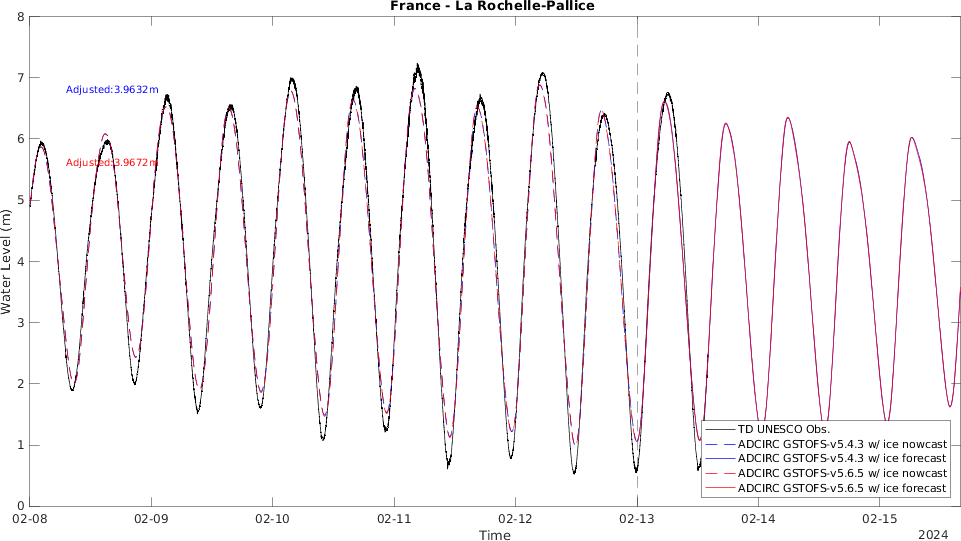 France - La Rochelle-Pallice
8
7
6
5
4
3
2
1
0
Water Level (m)
Adjusted:3.9632m
Adjusted:3.9672m
TD UNESCO Obs.
ADCIRC GSTOFS-v5.4.3 w/ ice nowcast
ADCIRC GSTOFS-v5.4.3 w/ ice forecast
ADCIRC GSTOFS-v5.6.5 w/ ice nowcast
ADCIRC GSTOFS-v5.6.5 w/ ice forecast
02-08 02-09 02-10 02-11 02-12 02-13 02-14 02-15
Time
2024